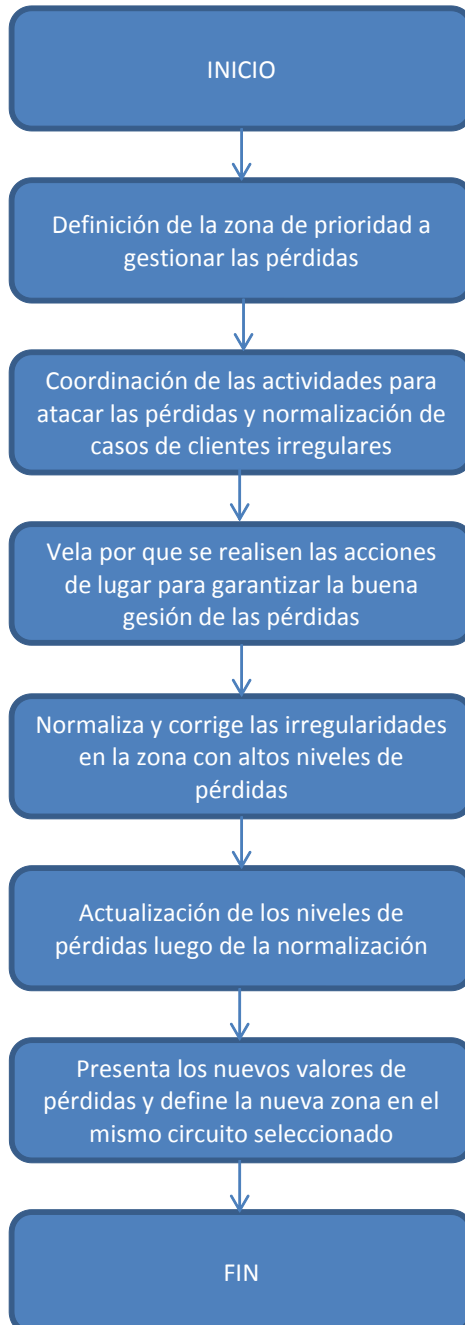 INICIO
Definición de la zona de prioridad a
gestionar las pérdidas
Coordinación de las actividades para
atacar las pérdidas y normalización de
casos de clientes irregulares
Vela por que se realisen las acciones
de lugar para garantizar la buena
gesión de las pérdidas
Normaliza y corrige las irregularidades
en la zona con altos niveles de
pérdidas
Actualización de los niveles de
pérdidas luego de la normalización
Presenta los nuevos valores de
pérdidas y define la nueva zona en el
mismo circuito seleccionado
FIN